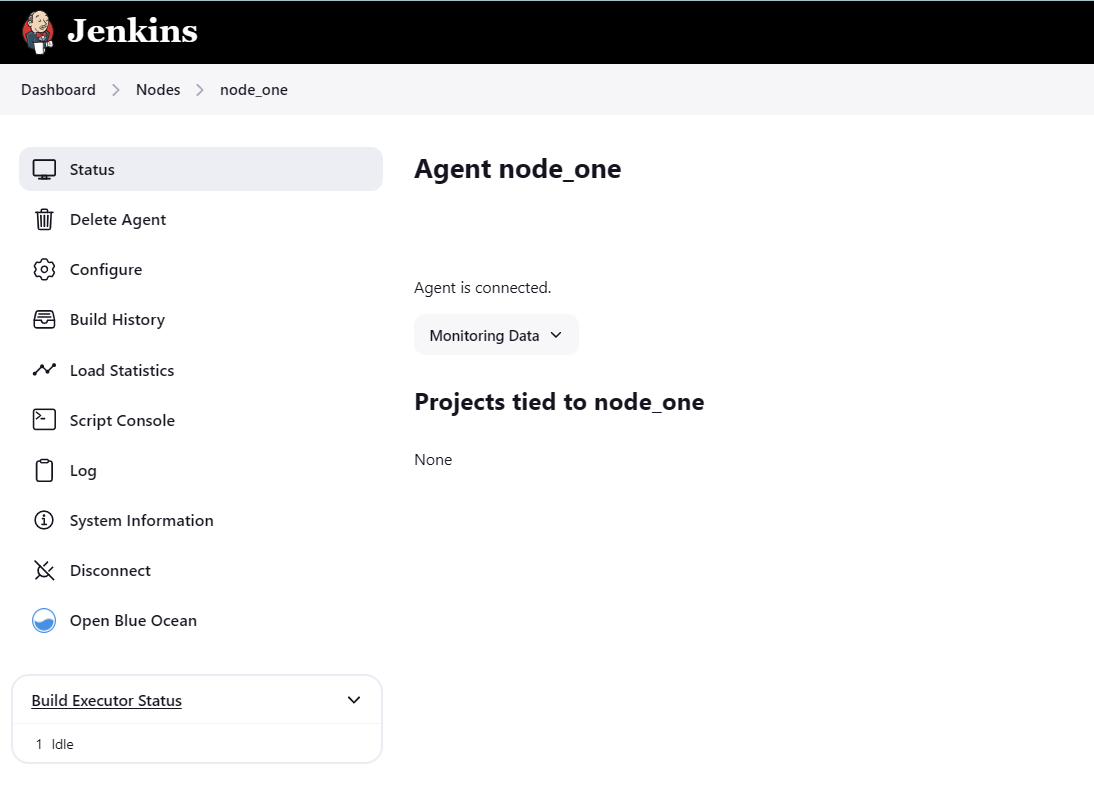 Jenkins
Dashboard Nodes node_one
Status
Delete Agent
Configure
Build History
Load Statistics
Script Console
Log
System Information
Disconnect
Open Blue Ocean
Build Executor Status
1 Idle
Agent node_one
Agent is connected.
Monitoring Data
Projects tied to node_one
None